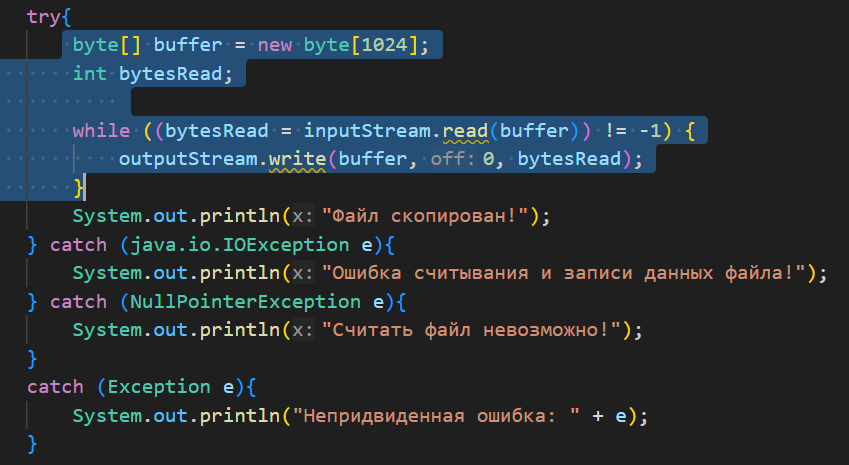 try{
byte[] buffer = new byte[1024];
int bytesRead;
while ((bytesRead = inputStream.read(buffer)) != -1) {
outputStream.write(buffer, off: 0, bytesRead);
}
System.out.println(x: "Файл скопирован!");
} catch (java.io.IOException e){
System.out.println(x: "Ошибка считывания и записи данных файла!");
} catch (NullPointerException e){
System.out.println(x: "Считать файл невозможно!");
}
catch (Exception e){
System.out.println("Непридвиденная ошибка: " + e);
}